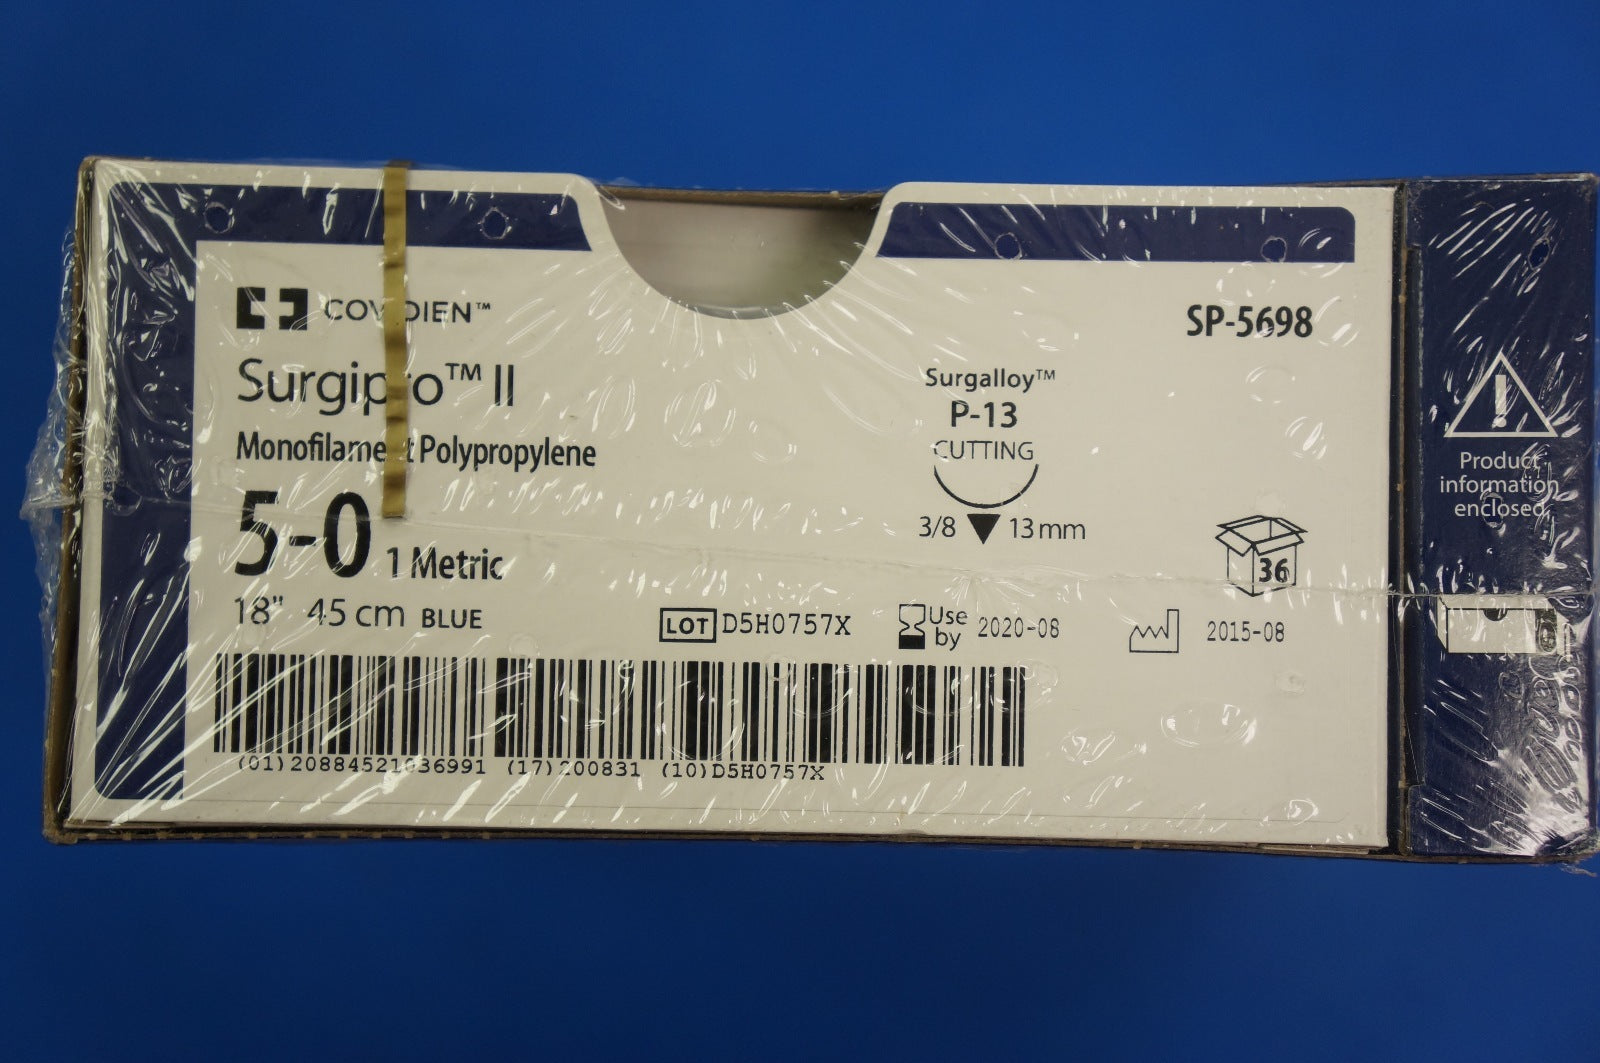 COVIDIEN™
Surgipro™ II
Monofilament Polypropylene
5-0 1 Metric
18" 45 cm BLUE
SP-5698
Surgalloy™
P-13
CUTTING
3/8 13 mm
36
LOT D5H0757X
Use by 2020-08
2015-08
(01)20884521036991 (17)200831 (10)D5H0757X
Product
information
enclosed